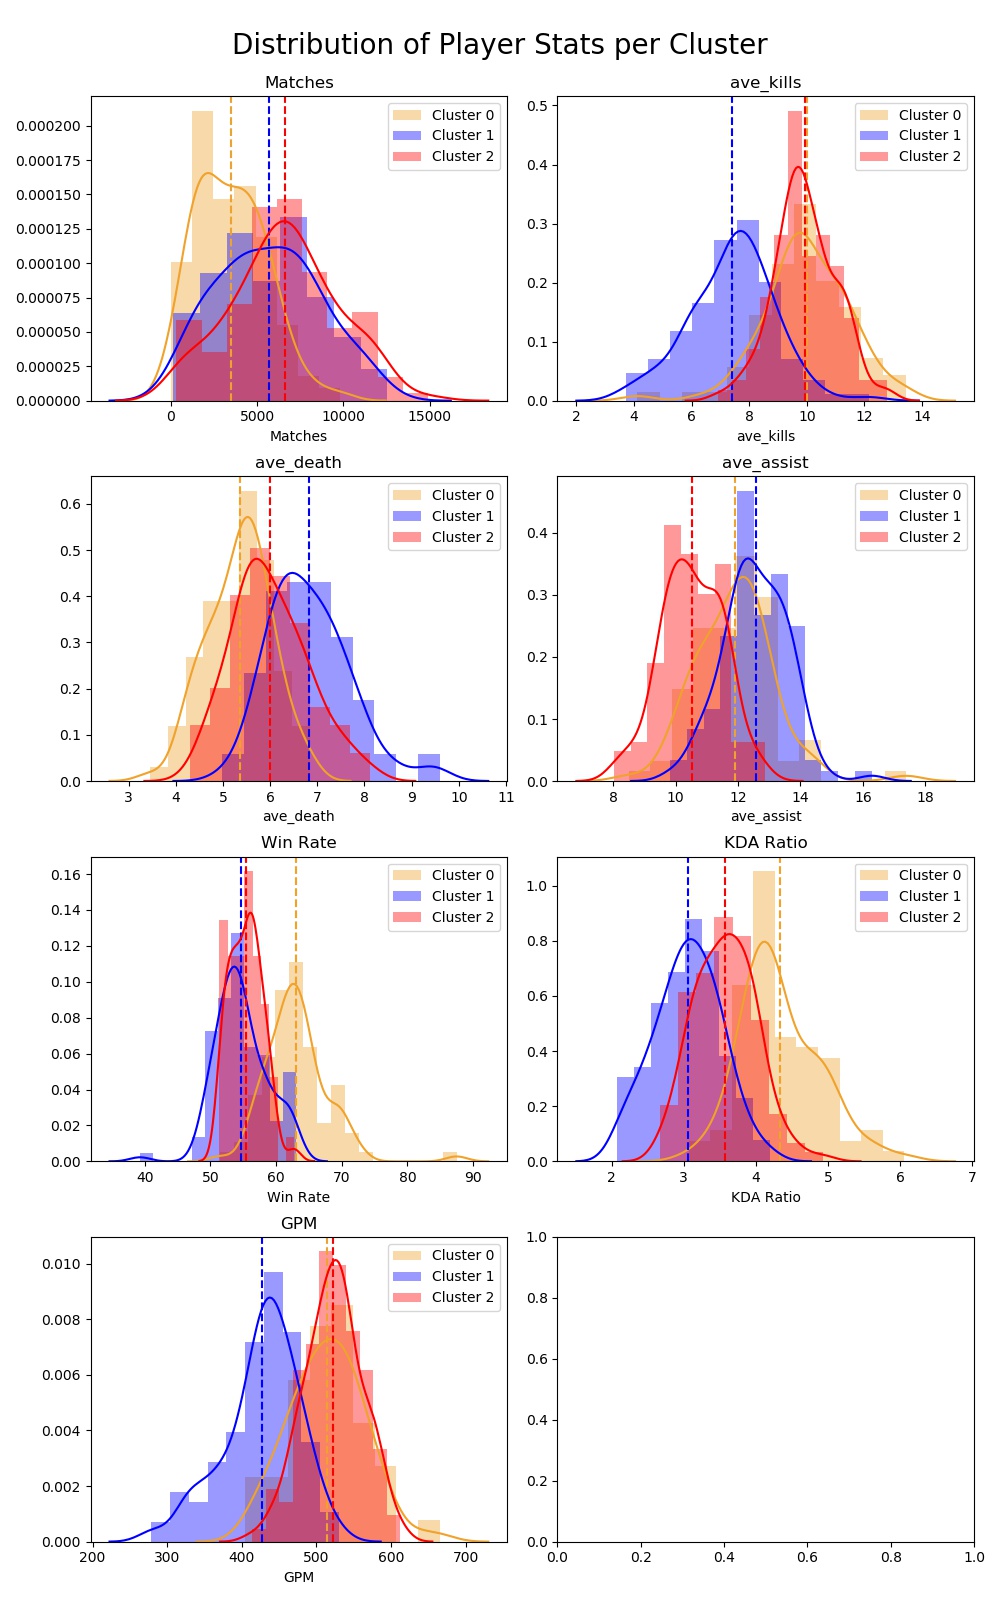 Distribution of Player Stats per Cluster
Matches
Cluster 0
Cluster 1
Cluster 2
0.000200
0.000175
0.000150
0.000125
0.000100
0.000075
0.000050
0.000025
0.000000
0 5000 10000 15000
Matches
ave_kills
Cluster 0
Cluster 1
Cluster 2
0.5
0.4
0.3
0.2
0.1
0.0
2 4 6 8 10 12 14
ave_kills
ave_death
Cluster 0
Cluster 1
Cluster 2
0.6
0.5
0.4
0.3
0.2
0.1
0.0
3 4 5 6 7 8 9 10 11
ave_death
ave_assist
Cluster 0
Cluster 1
Cluster 2
0.4
0.3
0.2
0.1
0.0
8 10 12 14 16 18
ave_assist
Win Rate
Cluster 0
Cluster 1
Cluster 2
0.16
0.14
0.12
0.10
0.08
0.06
0.04
0.02
0.00
40 50 60 70 80 90
Win Rate
KDA Ratio
Cluster 0
Cluster 1
Cluster 2
1.0
0.8
0.6
0.4
0.2
0.0
2 3 4 5 6 7
KDA Ratio
GPM
Cluster 0
Cluster 1
Cluster 2
0.010
0.008
0.006
0.004
0.002
0.000
200 300 400 500 600 700
GPM
1.0
0.8
0.6
0.4
0.2
0.0
0.0 0.2 0.4 0.6 0.8 1.0